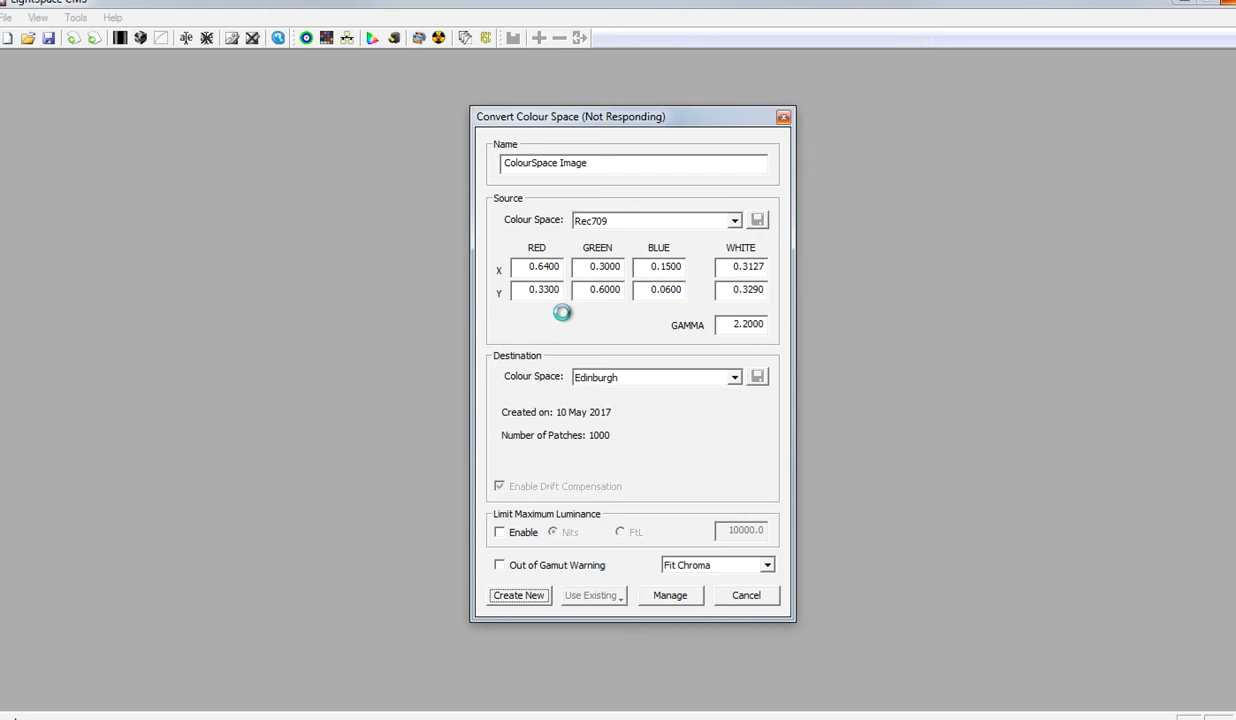 LightSpace CMS
File View Tools Help
Convert Colour Space (Not Responding)
Name
ColourSpace Image
Source
Colour Space: Rec709
RED GREEN BLUE WHITE
X 0.6400 0.3000 0.1500 0.3127
Y 0.3300 0.6000 0.0600 0.3290
GAMMA 2.2000
Destination
Colour Space: Edinburgh
Created on: 10 May 2017
Number of Patches: 1000
Enable Drift Compensation
Limit Maximum Luminance
Enable Nits FtL 10000.0
Out of Gamut Warning Fit Chroma
Create New Use Existing Manage Cancel